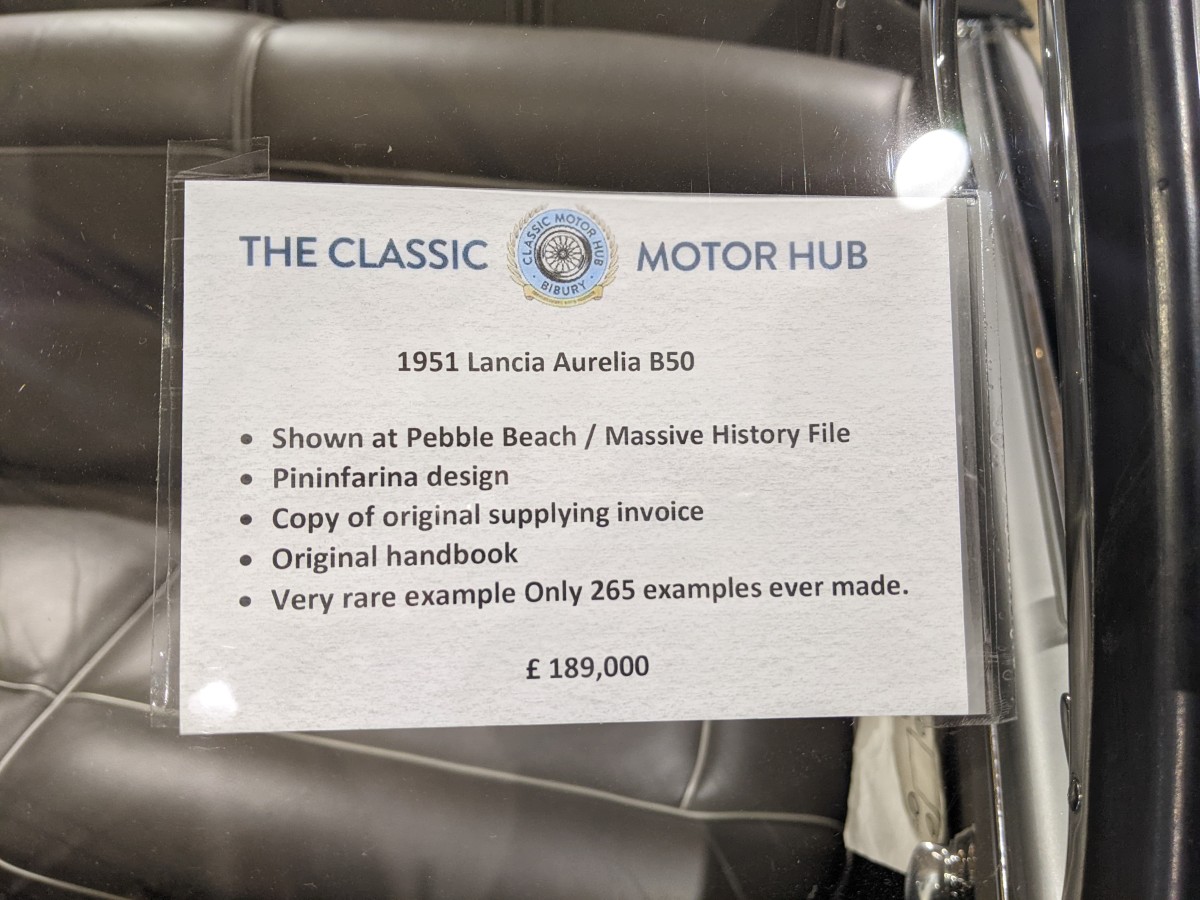 THE CLASSIC MOTOR HUB
CLASSIC MOTOR HUB
BIBURY
1951 Lancia Aurelia B50
• Shown at Pebble Beach / Massive History File
• Pininfarina design
• Copy of original supplying invoice
• Original handbook
• Very rare example Only 265 examples ever made.
£ 189,000